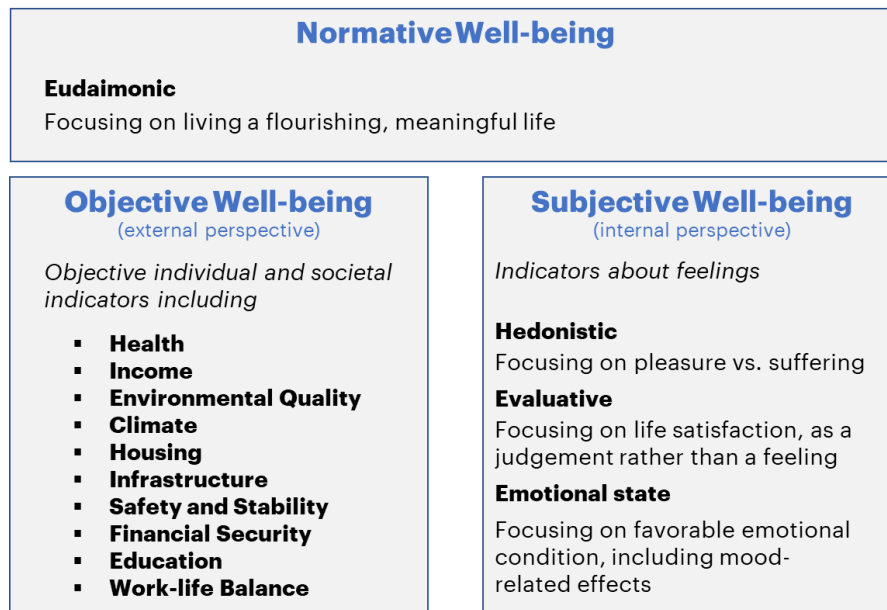 Normative Well-being
Eudaimonic
Focusing on living a flourishing, meaningful life
Objective Well-being
(external perspective)
Objective individual and societal
indicators including
▪ Health
▪ Income
▪ Environmental Quality
▪ Climate
▪ Housing
▪ Infrastructure
▪ Safety and Stability
▪ Financial Security
▪ Education
▪ Work-life Balance
Subjective Well-being
(internal perspective)
Indicators about feelings
Hedonistic
Focusing on pleasure vs. suffering
Evaluative
Focusing on life satisfaction, as a
judgement rather than a feeling
Emotional state
Focusing on favorable emotional
condition, including mood-
related effects